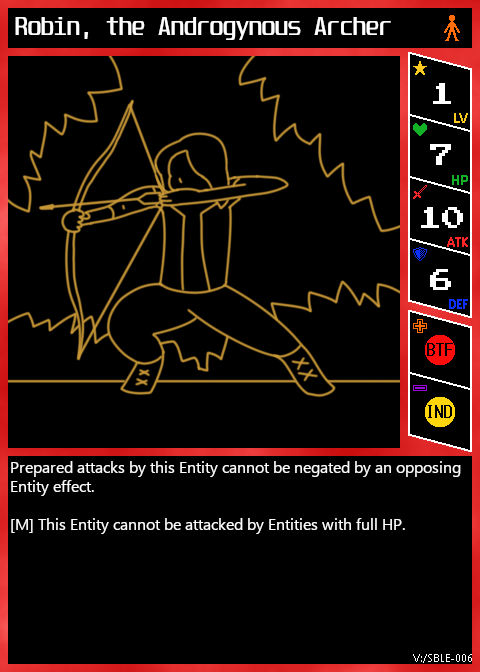 Robin, the Androgynous Archer
1
LV
7
HP
10
ATK
6
DEF
BTF
IND
Prepared attacks by this Entity cannot be negated by an opposing
Entity effect.
[M] This Entity cannot be attacked by Entities with full HP.
V:/SBLE-006